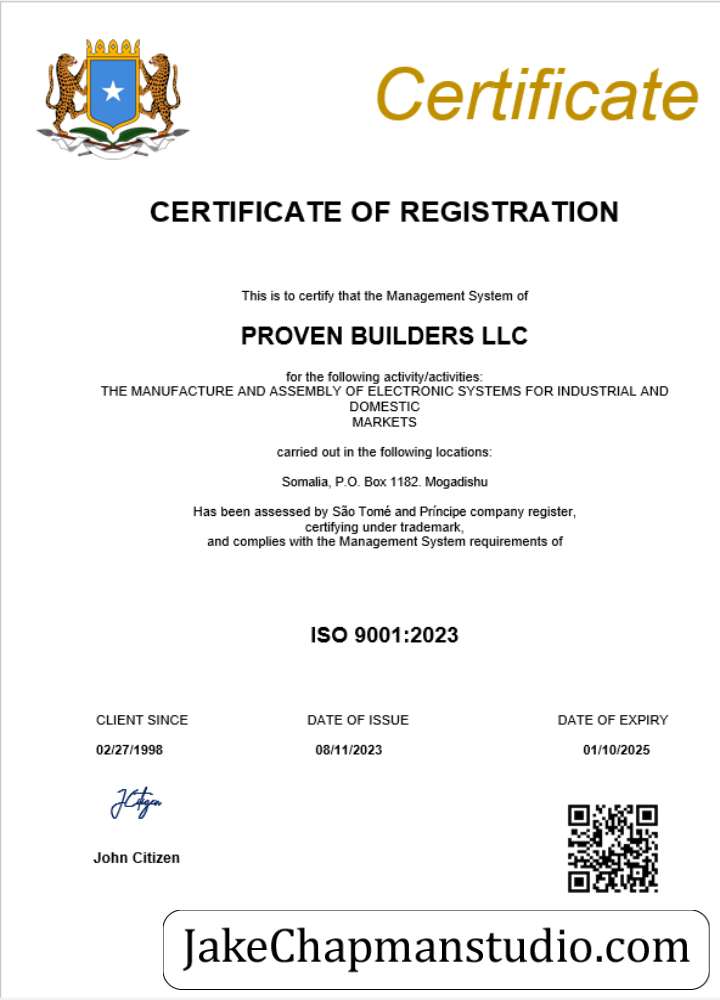 Certificate
CERTIFICATE OF REGISTRATION
This is to certify that the Management System of
PROVEN BUILDERS LLC
for the following activity/activities:
THE MANUFACTURE AND ASSEMBLY OF ELECTRONIC SYSTEMS FOR INDUSTRIAL AND
DOMESTIC
MARKETS
carried out in the following locations:
Somalia, P.O. Box 1182. Mogadishu
Has been assessed by São Tomé and Príncipe company register,
certifying under trademark,
and complies with the Management System requirements of
ISO 9001:2023
CLIENT SINCE DATE OF ISSUE DATE OF EXPIRY
02/27/1998 08/11/2023 01/10/2025
JCitizen
John Citizen
JakeChapmanstudio.com